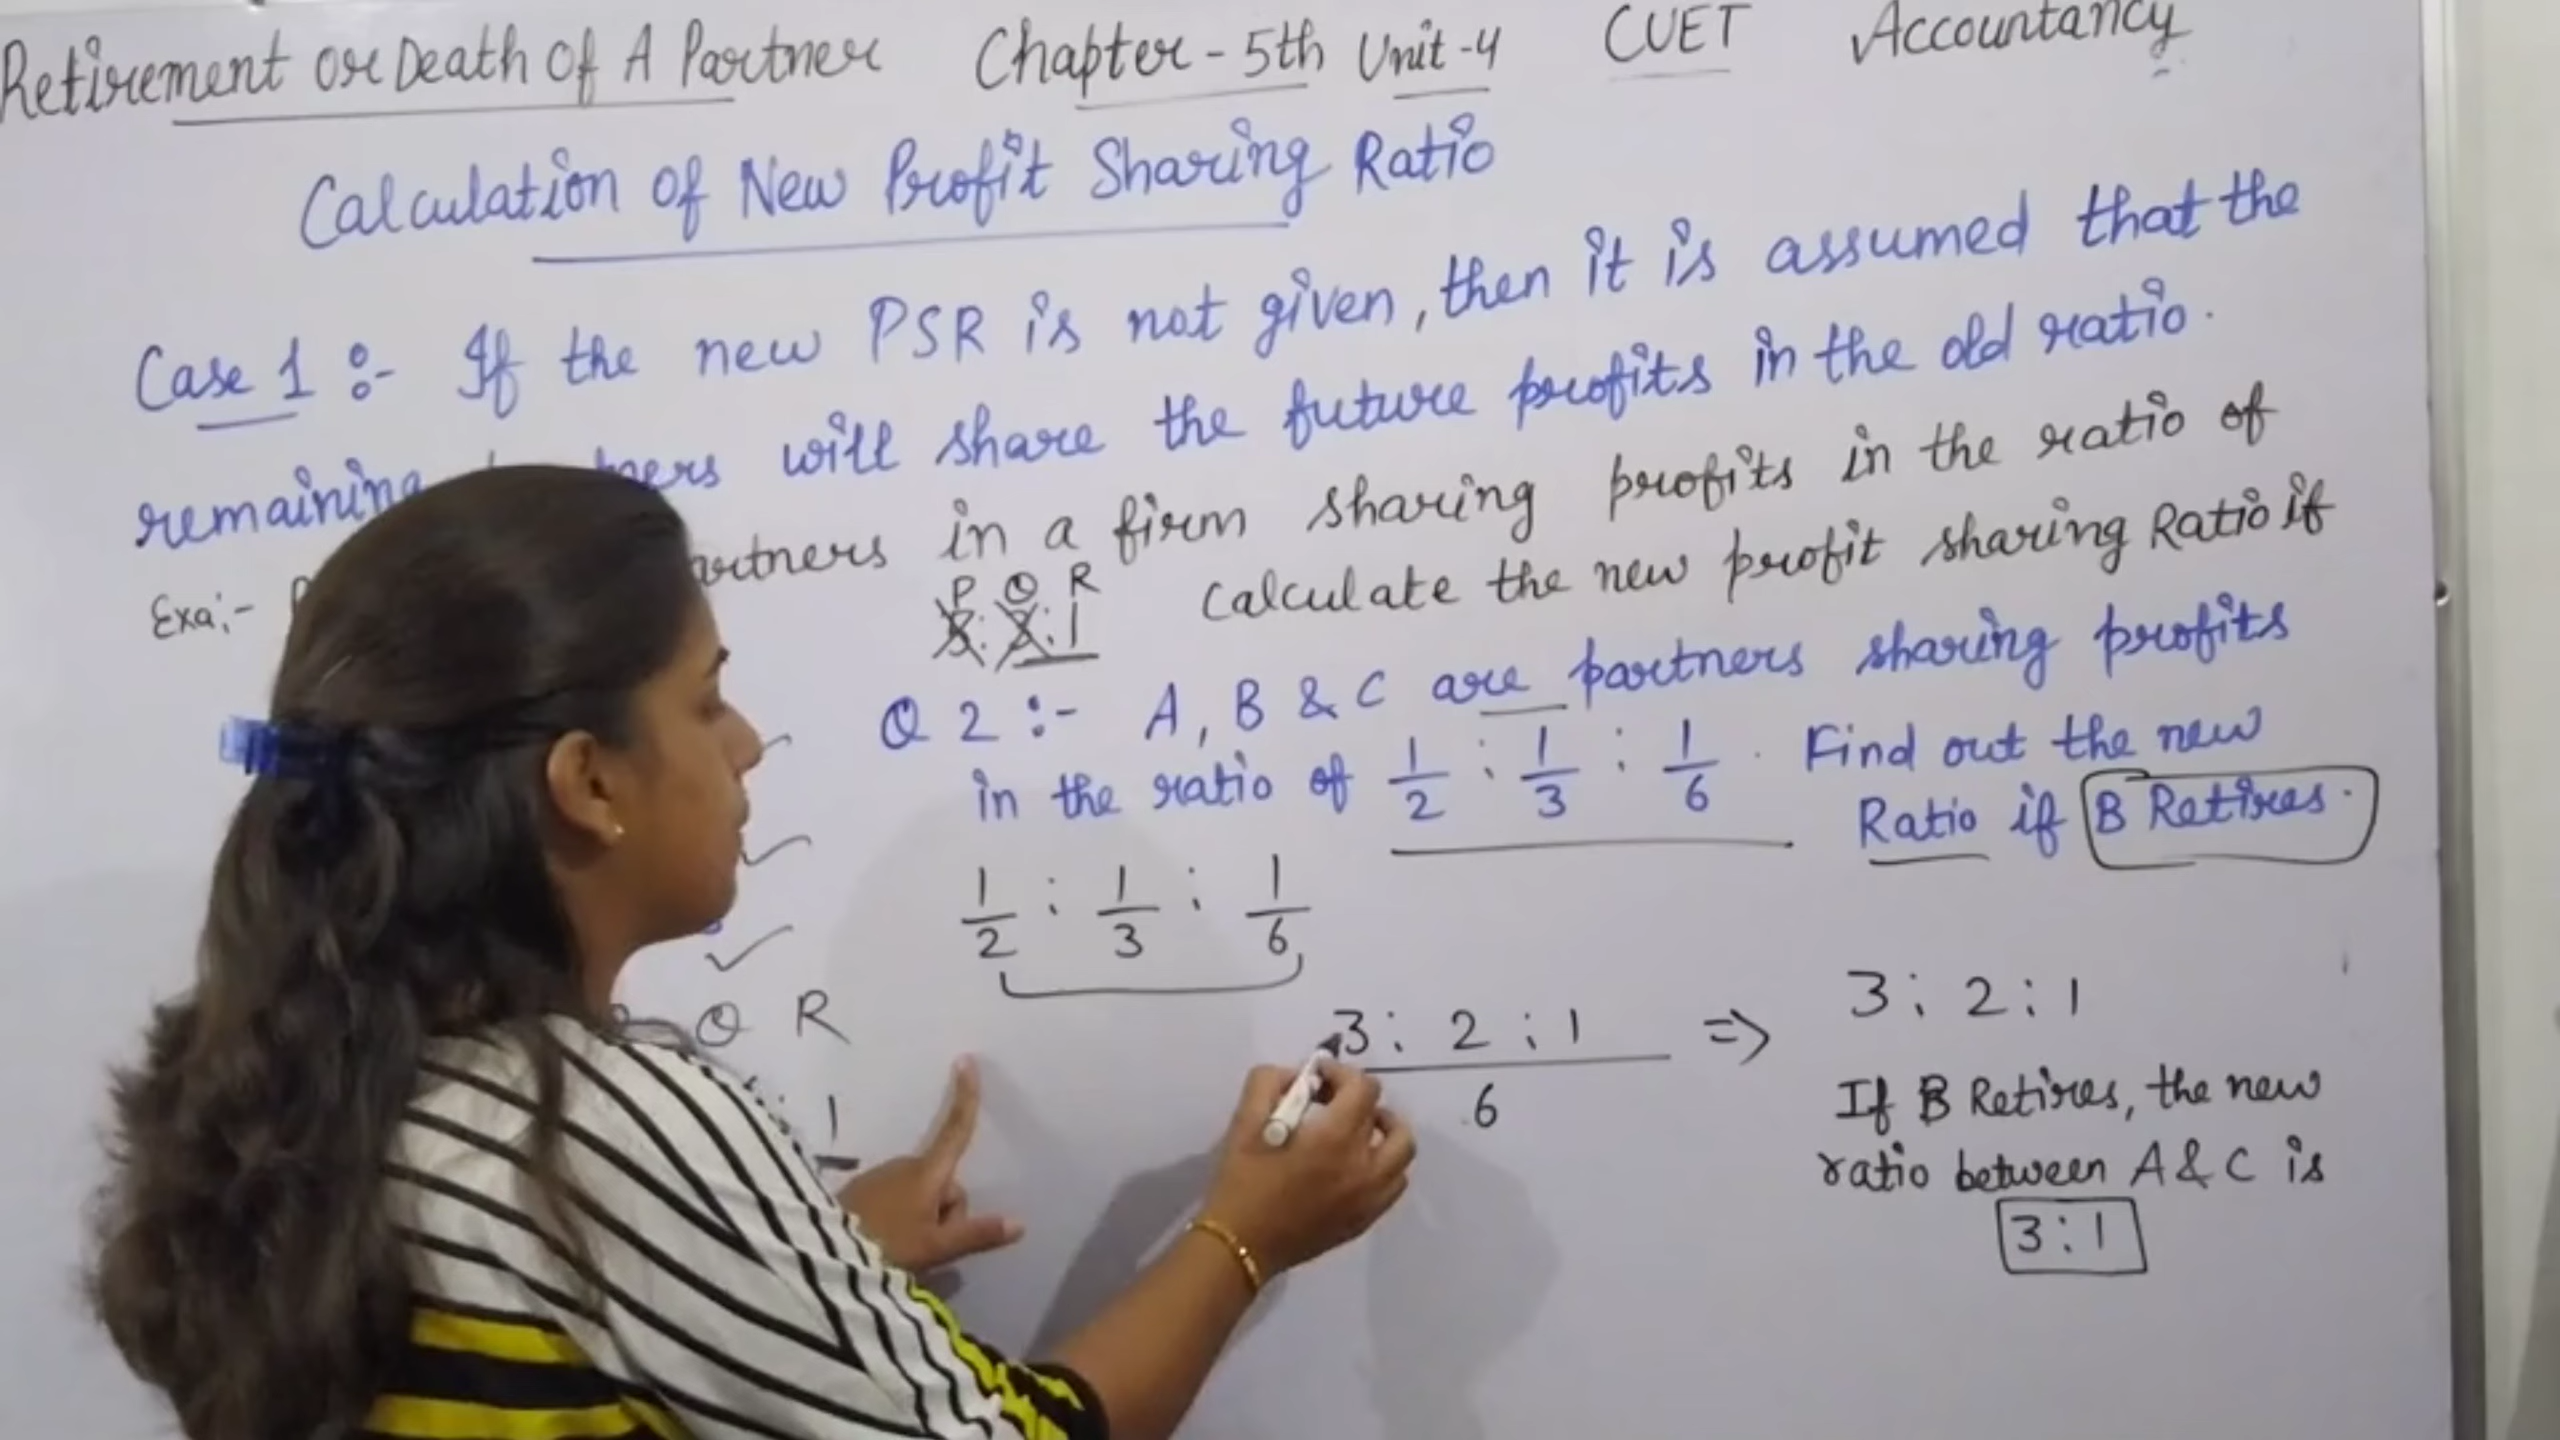 Retirement or Death of A Partner Chapter - 5th Unit - 4 CUET Accountancy
Calculation of New Profit Sharing Ratio
Case 1 :- If the new PSR is not given, then it is assumed that the
remaining will share the future profits in the old ratio.
Exa:- in a firm sharing profits in the ratio of
P Q R
1 Calculate the new profit sharing Ratio if
Q 2 :- A, B & C are partners sharing profits
in the ratio of 1/2 : 1/3 : 1/6 . Find out the new
Ratio if B Retires.
1/2 : 1/3 : 1/6
Q R
: 1
3 : 2 : 1
6
=> 3 : 2 : 1
If B Retires, the new
ratio between A & C is
3 : 1